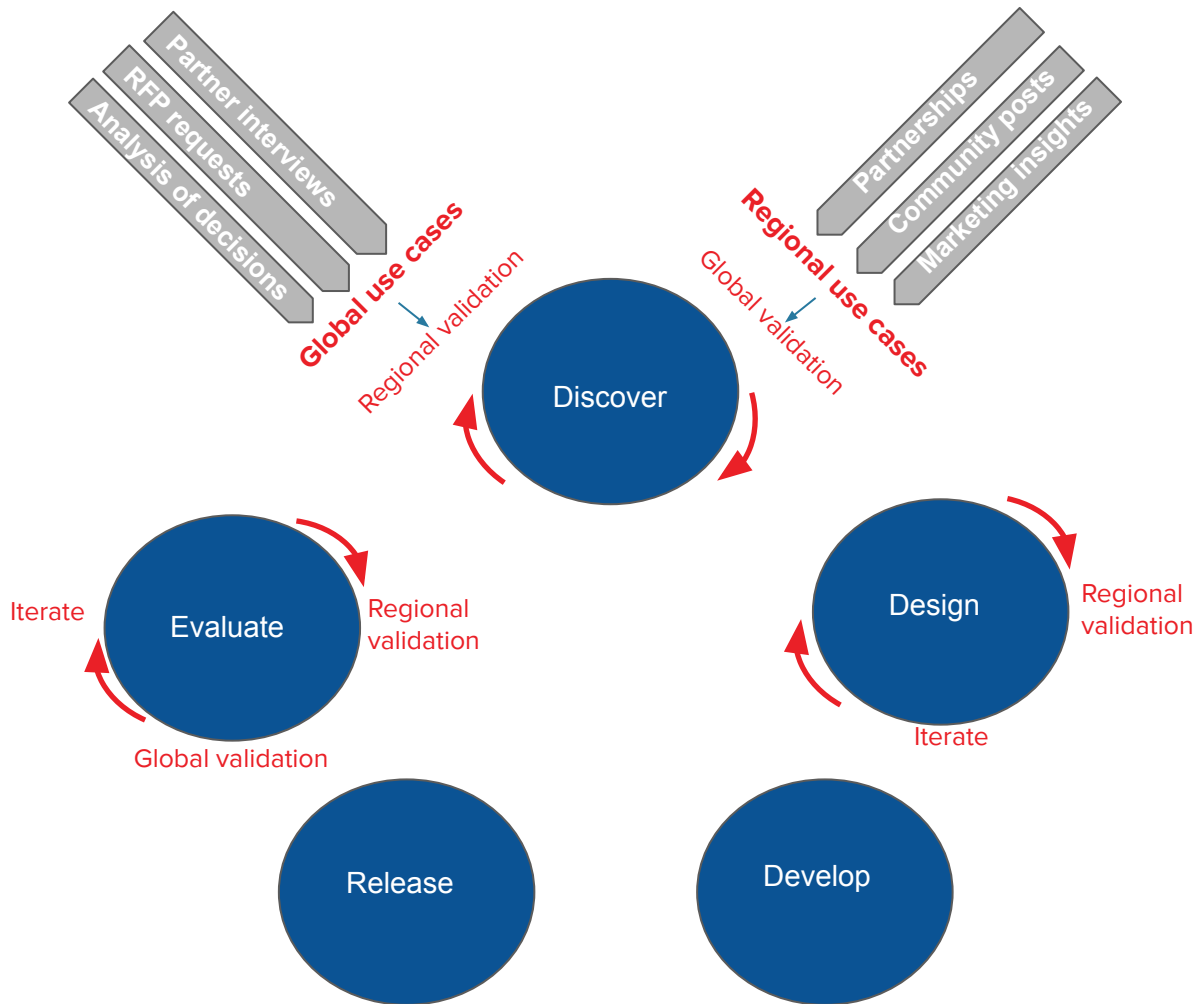 Partner interviews
RFP requests
Analysis of decisions
Global use cases
Regional validation
Partnerships
Community posts
Marketing insights
Regional use cases
Global validation
Discover
Evaluate
Iterate
Regional
validation
Global validation
Design
Regional
validation
Iterate
Release
Develop